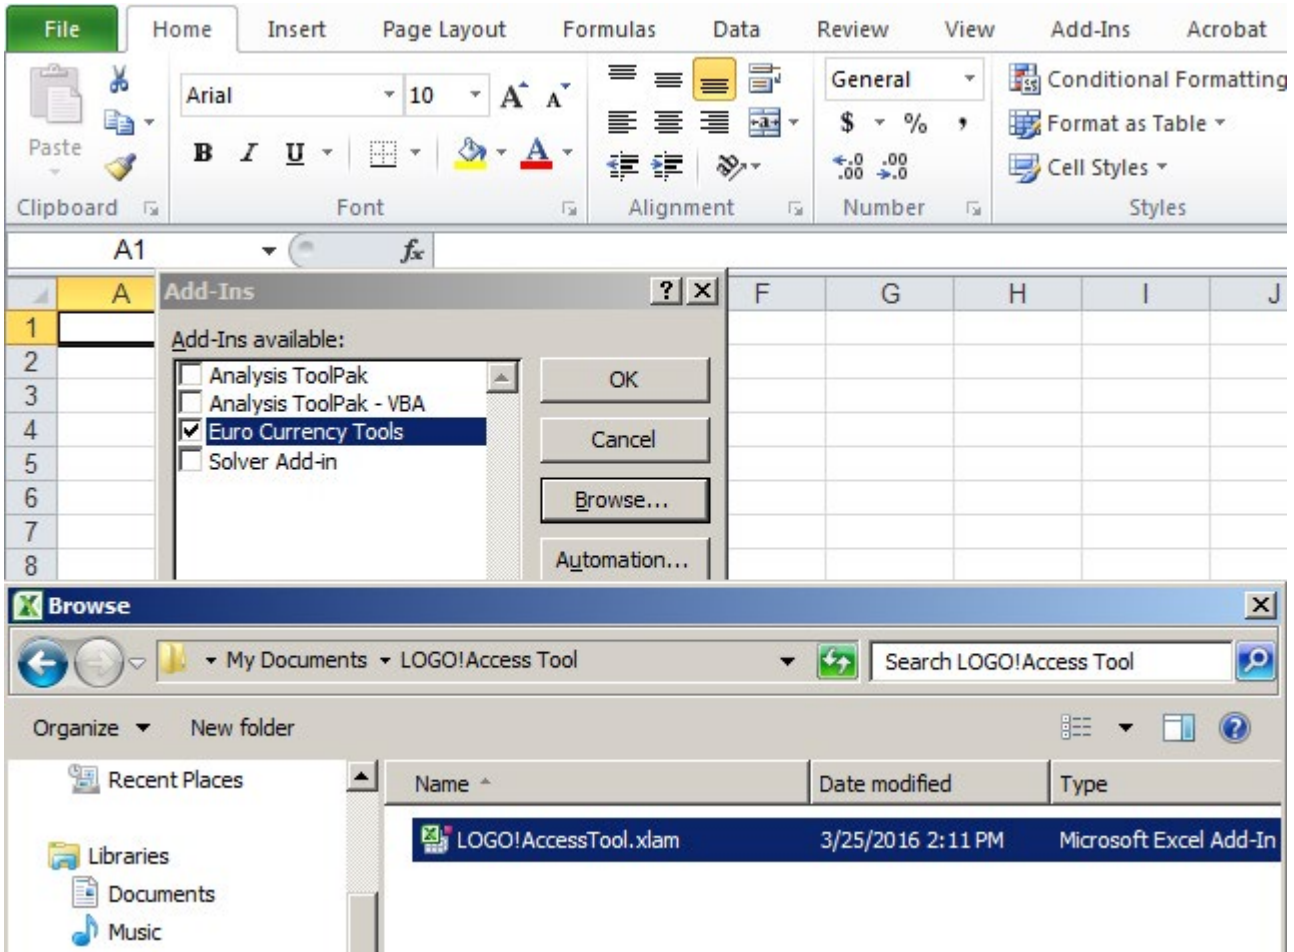 File Home Insert Page Layout Formulas Data Review View Add-Ins Acrobat
Arial 10 A A General Conditional Formatting
Paste B I U A $ % , Format as Table
.0 .00 .00 .0 Cell Styles
Clipboard Font Alignment Number Styles
A1 fx
A F G H I J
Add-Ins ?
1
Add-Ins available:
2
Analysis ToolPak OK
3
Analysis ToolPak - VBA
4
Euro Currency Tools Cancel
5
Solver Add-in
6
Browse...
7
8
Automation...
Browse
My Documents LOGO!Access Tool Search LOGO!Access Tool
Organize New folder ?
Recent Places Name Date modified Type
LOGO!AccessTool.xlam 3/25/2016 2:11 PM Microsoft Excel Add-In
Libraries
Documents
Music